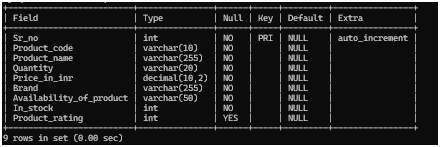 | Field | Type | Null | Key | Default | Extra |
| Sr_no | int | NO | PRI | NULL | auto_increment |
| Product_code | varchar(10) | NO | | NULL | |
| Product_name | varchar(255) | NO | | NULL | |
| Quantity | varchar(20) | NO | | NULL | |
| Price_in_inr | decimal(10,2) | NO | | NULL | |
| Brand | varchar(255) | NO | | NULL | |
| Availability_of_product | varchar(50) | NO | | NULL | |
| In_stock | int | NO | | NULL | |
| Product_rating | int | YES | | NULL | |
9 rows in set (0.00 sec)